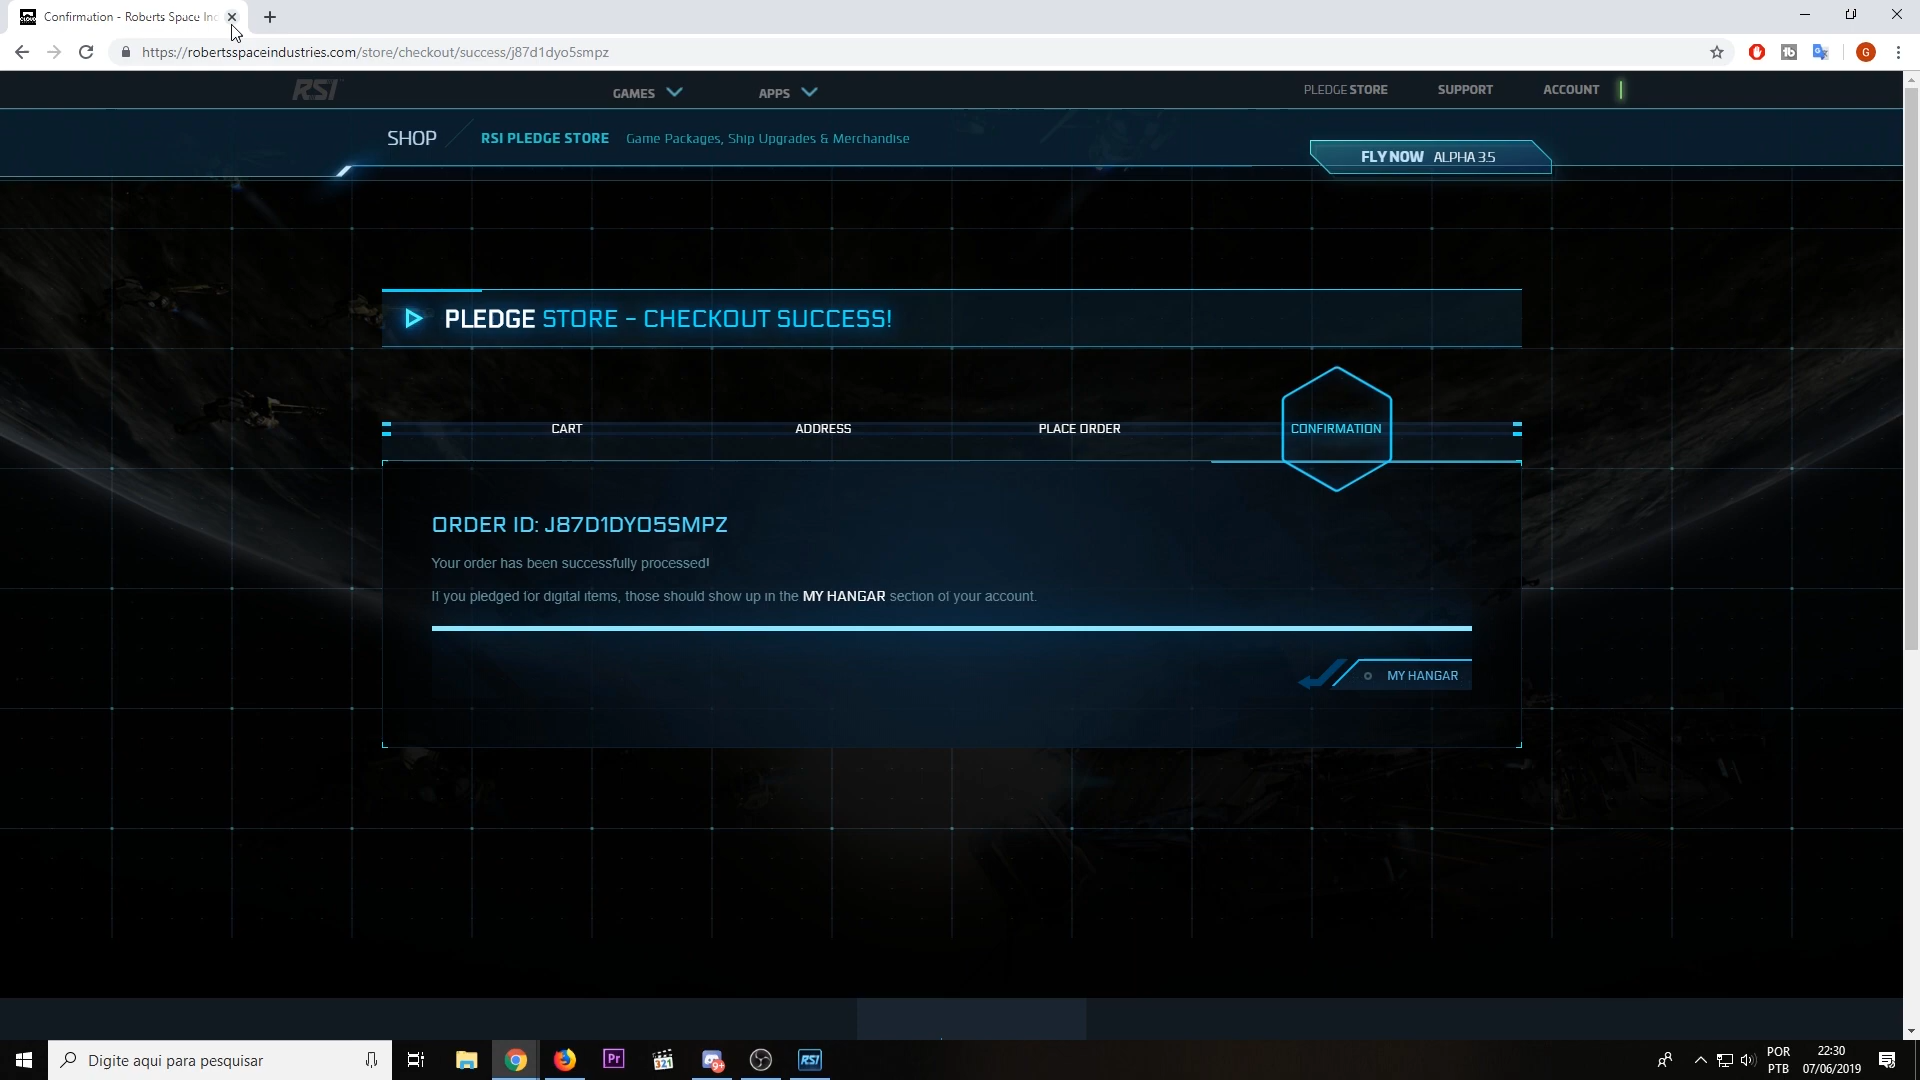 Confirmation - Roberts Space Inc
https://robertsspaceindustries.com/store/checkout/success/j87d1dyo5smpz
G
RSI
GAMES
APPS
PLEDGE STORE
SUPPORT
ACCOUNT
SHOP
RSI PLEDGE STORE
Game Packages, Ship Upgrades & Merchandise
FLY NOW ALPHA 3.5
PLEDGE STORE - CHECKOUT SUCCESS!
CART
ADDRESS
PLACE ORDER
CONFIRMATION
ORDER ID: J87D1DYO5SMPZ
Your order has been successfully processed!
If you pledged for digital items, those should show up in the MY HANGAR section of your account.
MY HANGAR
Digite aqui para pesquisar
Pr
321
9+
RSI
POR
PTB
22:30
07/06/2019